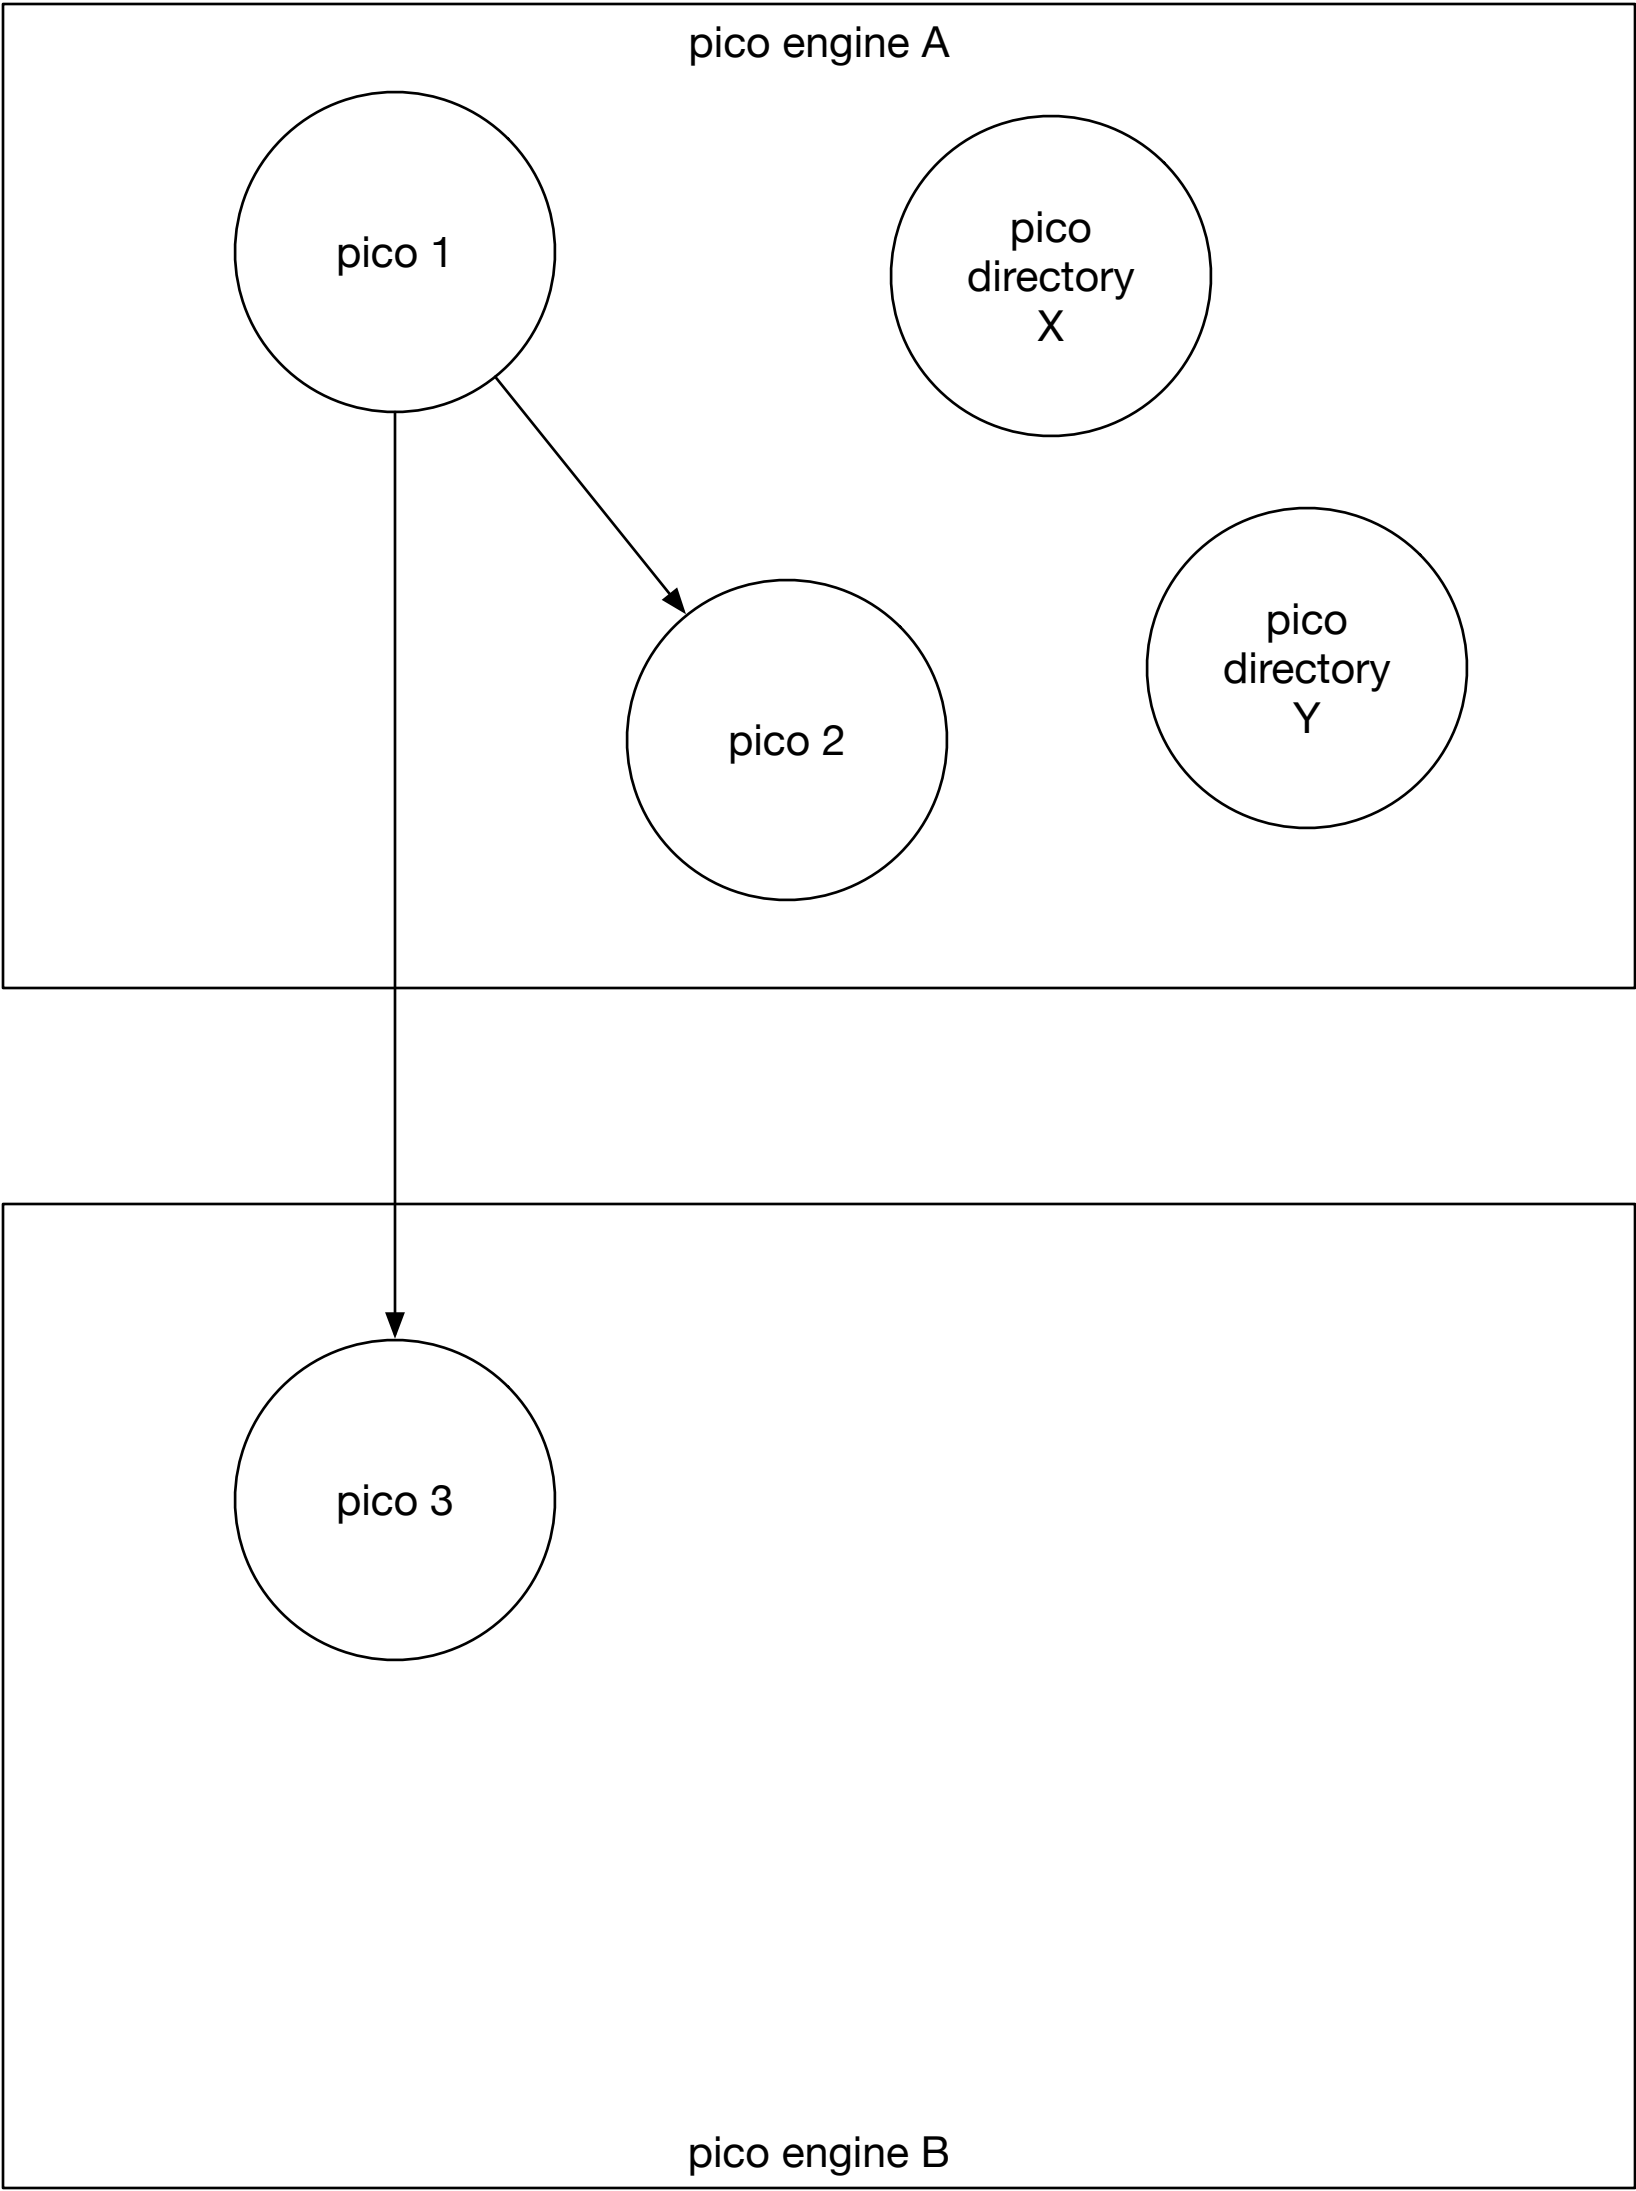 pico engine A
pico 1
pico
directory
X
pico
directory
Y
pico 2
pico 3
pico engine B